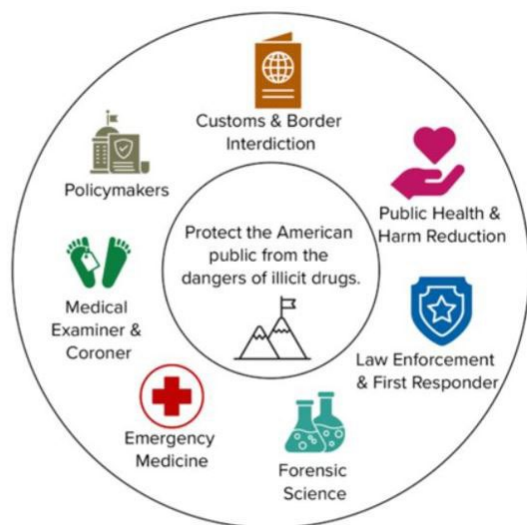 Customs & Border
Interdiction
Public Health &
Harm Reduction
Law Enforcement
& First Responder
Forensic
Science
Emergency
Medicine
Medical
Examiner &
Coroner
Policymakers
Protect the American
public from the
dangers of illicit drugs.